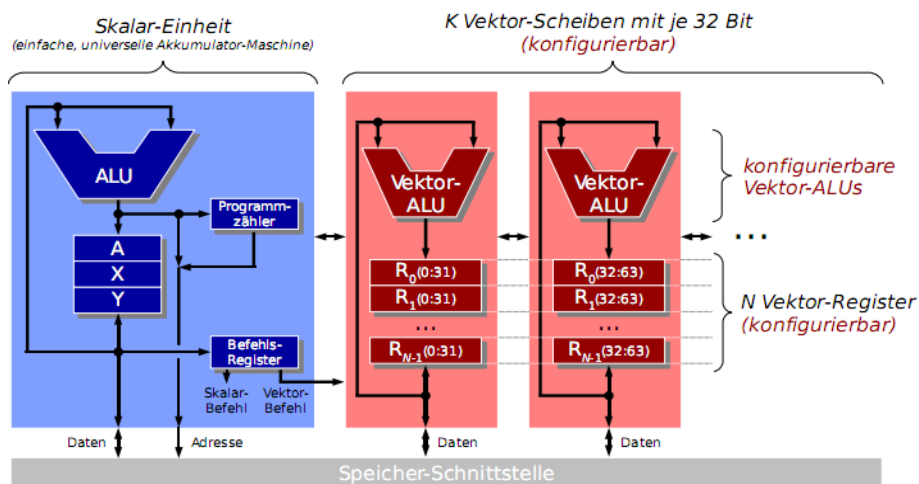 Skalar-Einheit
(einfache, universelle Akkumulator-Maschine)
K Vektor-Scheiben mit je 32 Bit
(konfigurierbar)
ALU
Programm-
zähler
A
X
Y
Befehls-
Register
Skalar-
Befehl
Vektor-
Befehl
Daten
Adresse
Vektor-
ALU
R0(0:31)
R1(0:31)
...
RN-1(0:31)
Daten
Vektor-
ALU
R0(32:63)
R1(32:63)
...
RN-1(32:63)
Daten
konfigurierbare
Vektor-ALUs
...
N Vektor-Register
(konfigurierbar)
Speicher-Schnittstelle